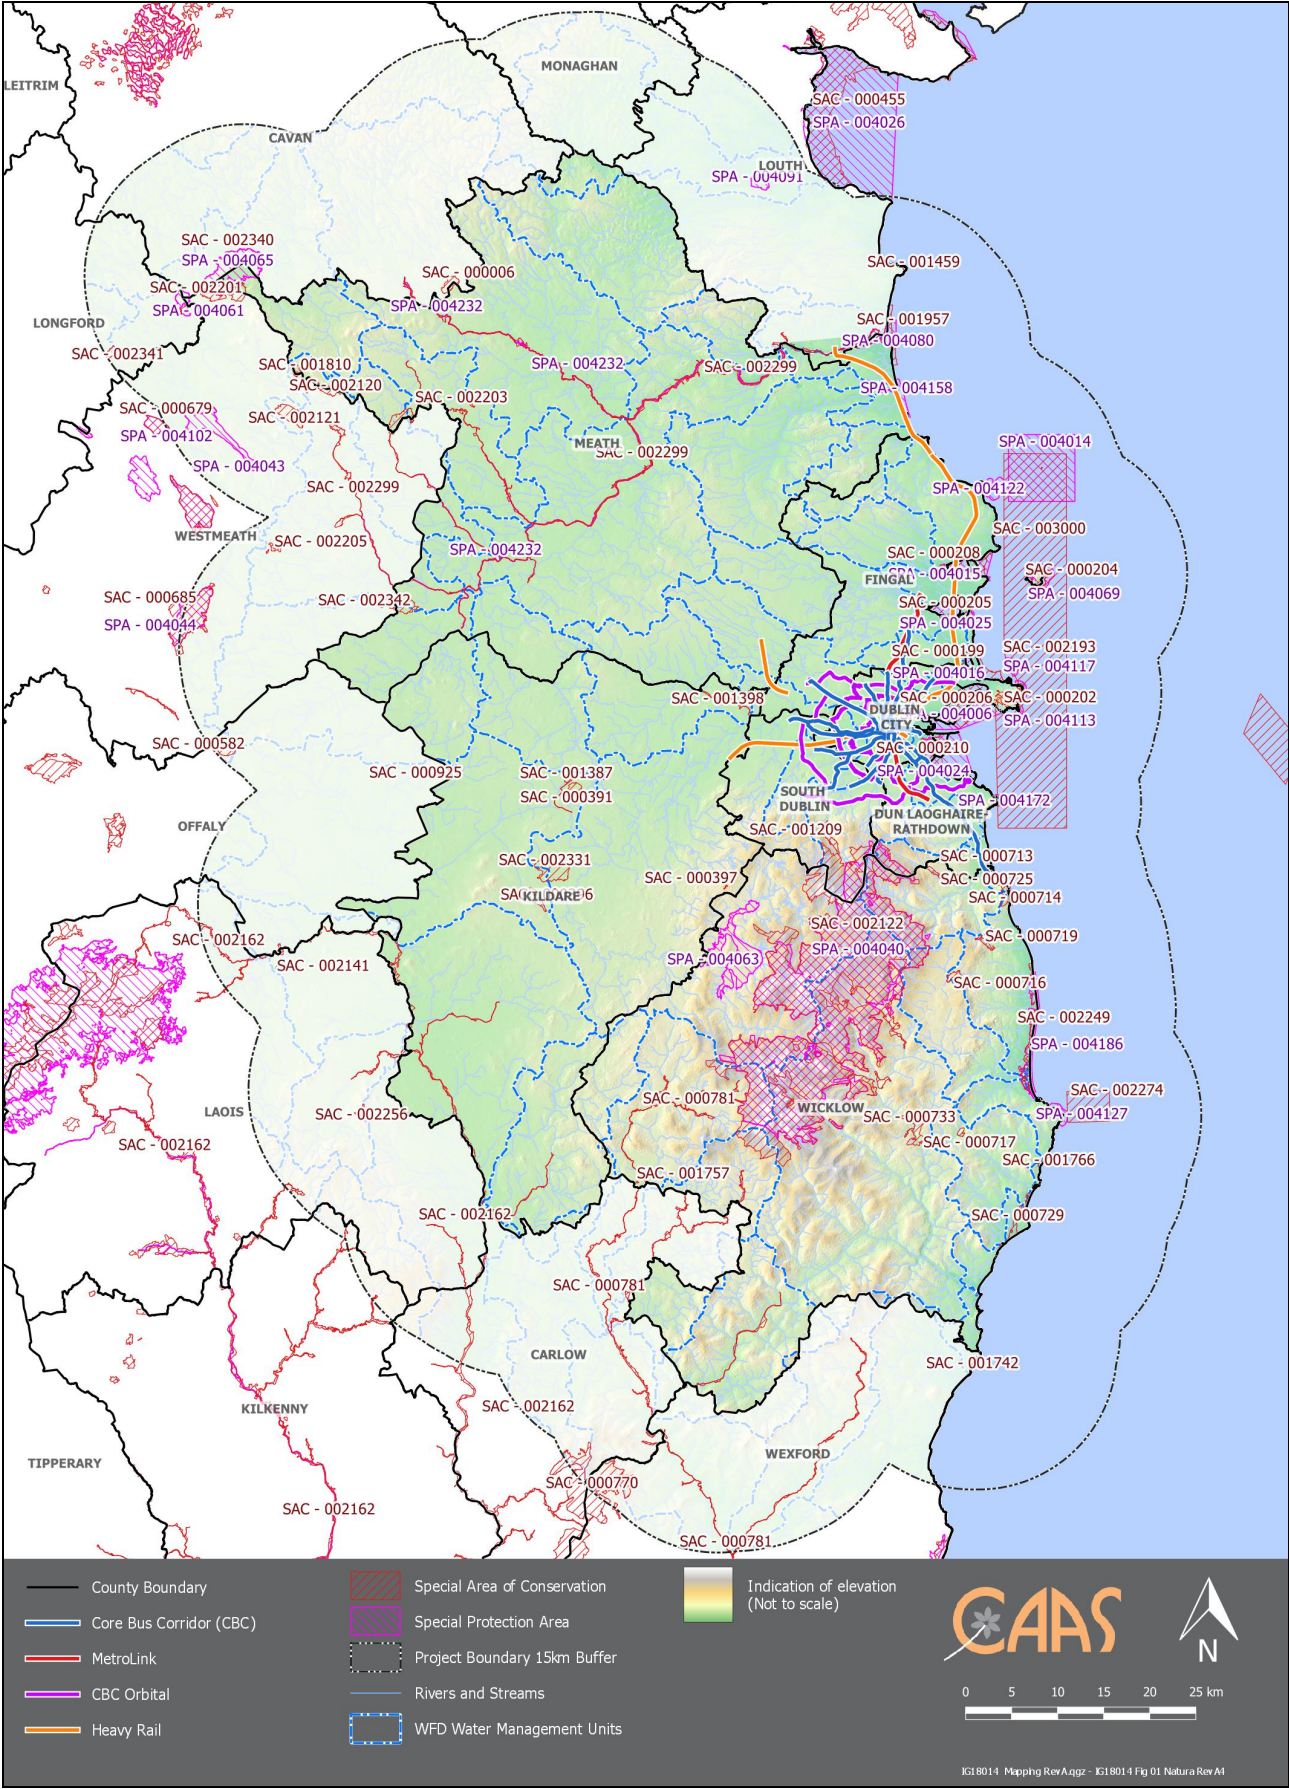 MONAGHAN
LEITRIM
SAC - 000455
SPA - 004026
CAVAN
LOUTH
SPA - 004091
SAC - 002340
SPA - 004065
SAC - 001459
SAC - 000006
SAC - 002201
SPA - 004061
SPA - 004232
LONGFORD
SAC - 001957
SPA - 004080
SAC - 002341
SAC - 001810
SPA - 004232
SAC - 002299
SAC - 002120
SPA - 004158
SAC - 002203
SAC - 000679
SAC - 002121
SPA - 004102
MEATH
SAC - 002299
SPA - 004014
SPA - 004043
SAC - 002299
SPA - 004122
SAC - 003000
WESTMEATH
SAC - 002205
SPA - 004232
SAC - 000208
SPA - 004015
FINGAL
SAC - 000204
SPA - 004069
SAC - 000685
SAC - 002342
SAC - 000205
SPA - 004044
SPA - 004025
SAC - 000199
SAC - 002193
SPA - 004016
SPA - 004117
SAC - 001398
SAC - 000206
SAC - 000202
DUBLIN
CITY
SPA - 004006
SPA - 004113
SAC - 000582
SAC - 000210
SAC - 000925
SAC - 001387
SPA - 004024
SAC - 000391
SOUTH
DUBLIN
SPA - 004172
DUN LAOGHAIRE-
RATHDOWN
OFFALY
SAC - 001209
SAC - 002331
SAC - 000713
SAC - 000397
SAC - 000725
KILDARE
SAC - 000714
SAC - 002122
SAC - 002162
SAC - 000719
SPA - 004040
SPA - 004063
SAC - 002141
SAC - 000716
SAC - 002249
SPA - 004186
SAC - 000781
SAC - 002274
LAOIS
SAC - 002256
WICKLOW
SAC - 000733
SPA - 004127
SAC - 002162
SAC - 000717
SAC - 001766
SAC - 001757
SAC - 002162
SAC - 000729
SAC - 000781
CARLOW
SAC - 001742
KILKENNY
SAC - 002162
WEXFORD
TIPPERARY
SAC - 000770
SAC - 002162
SAC - 000781
County Boundary
Core Bus Corridor (CBC)
MetroLink
CBC Orbital
Heavy Rail
Special Area of Conservation
Special Protection Area
Project Boundary 15km Buffer
Rivers and Streams
WFD Water Management Units
Indication of elevation
(Not to scale)
CAAS
N
0 5 10 15 20 25 km
IG18014 Mapping RevA.qgz - IG18014 Fig 01 Natura RevA4